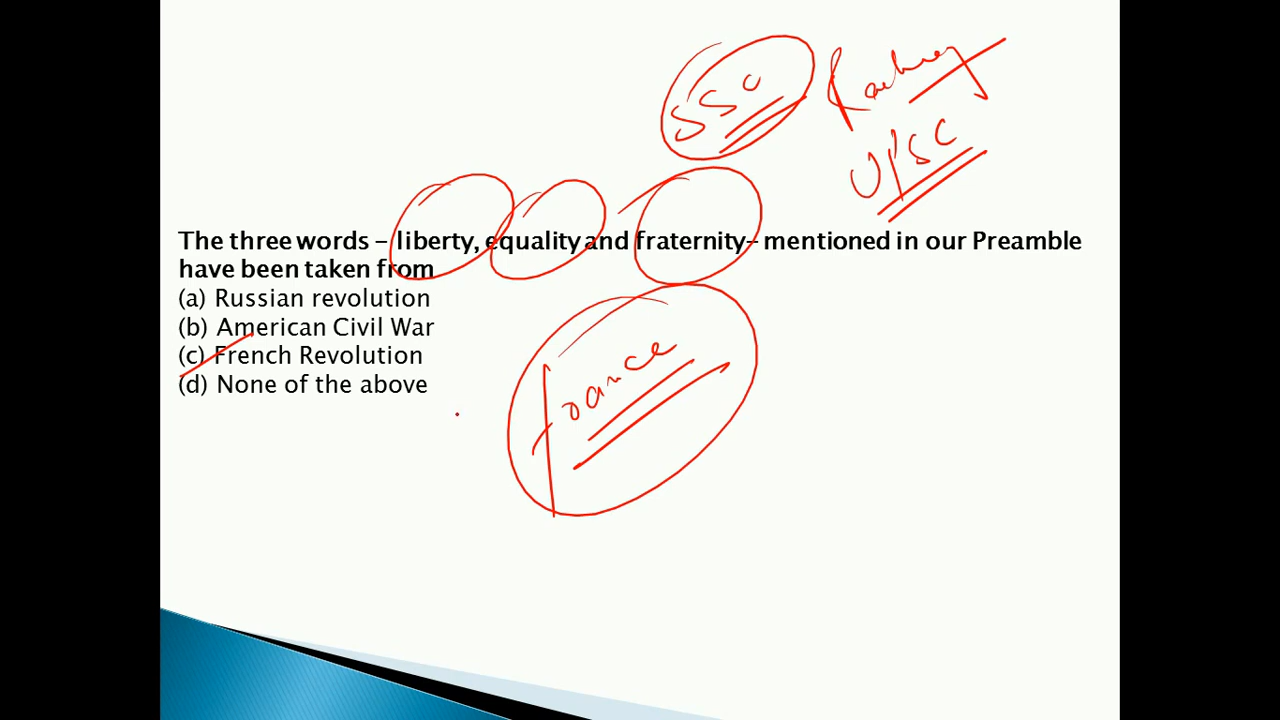 SSC Railway
UPSC
The three words – liberty, equality and fraternity– mentioned in our Preamble
have been taken from
(a) Russian revolution
(b) American Civil War
(c) French Revolution
(d) None of the above
france